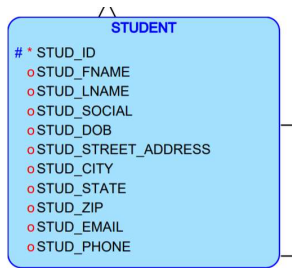 STUDENT
# * STUD_ID
o STUD_FNAME
o STUD_LNAME
o STUD_SOCIAL
o STUD_DOB
o STUD_STREET_ADDRESS
o STUD_CITY
o STUD_STATE
o STUD_ZIP
o STUD_EMAIL
o STUD_PHONE